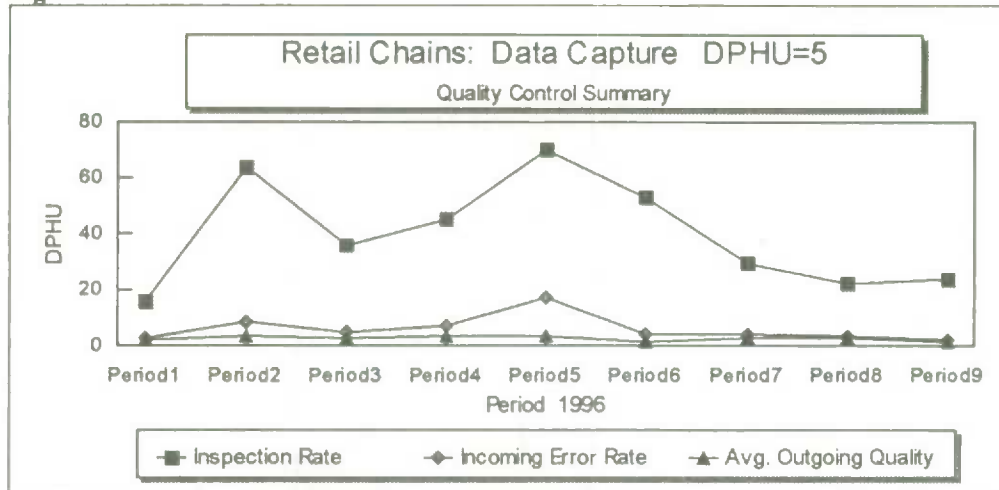 Retail Chains: Data Capture DPHU=5
Quality Control Summary
80
60
40
20
0
DPHU
Period1 Period2 Period3 Period4 Period5 Period6 Period7 Period8 Period9
Period 1996
Inspection Rate Incoming Error Rate Avg. Outgoing Quality